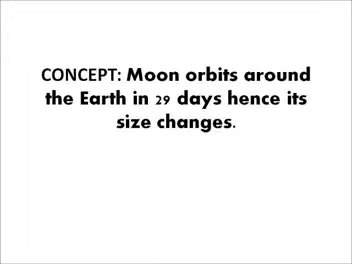 CONCEPT: Moon orbits around
the Earth in 29 days hence its
size changes.